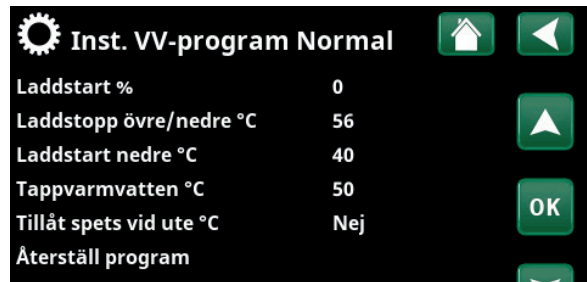 Inst. VV-program Normal
Laddstart % 0
Laddstopp övre/nedre °C 56
Laddstart nedre °C 40
Tappvarmvatten °C 50
Tillåt spets vid ute °C Nej
Återställ program
OK